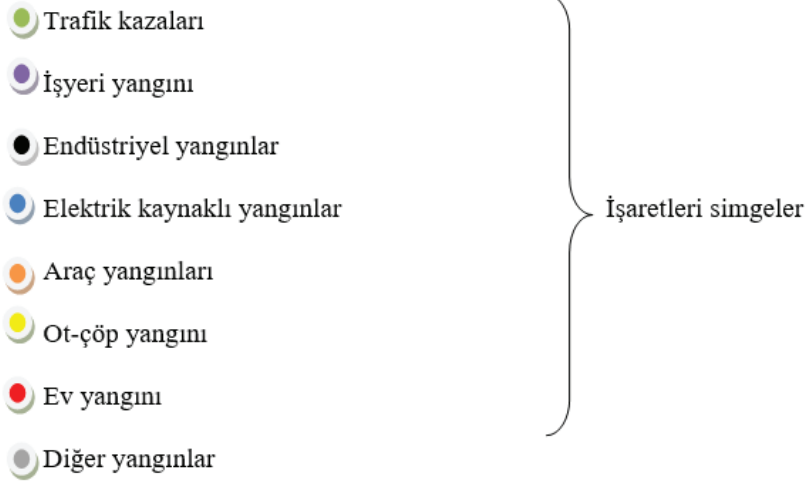 Trafik kazaları
İşyeri yangını
Endüstriyel yangınlar
Elektrik kaynaklı yangınlar
İşaretleri simgeler
Araç yangınları
Ot-çöp yangını
Ev yangını
Diğer yangınlar